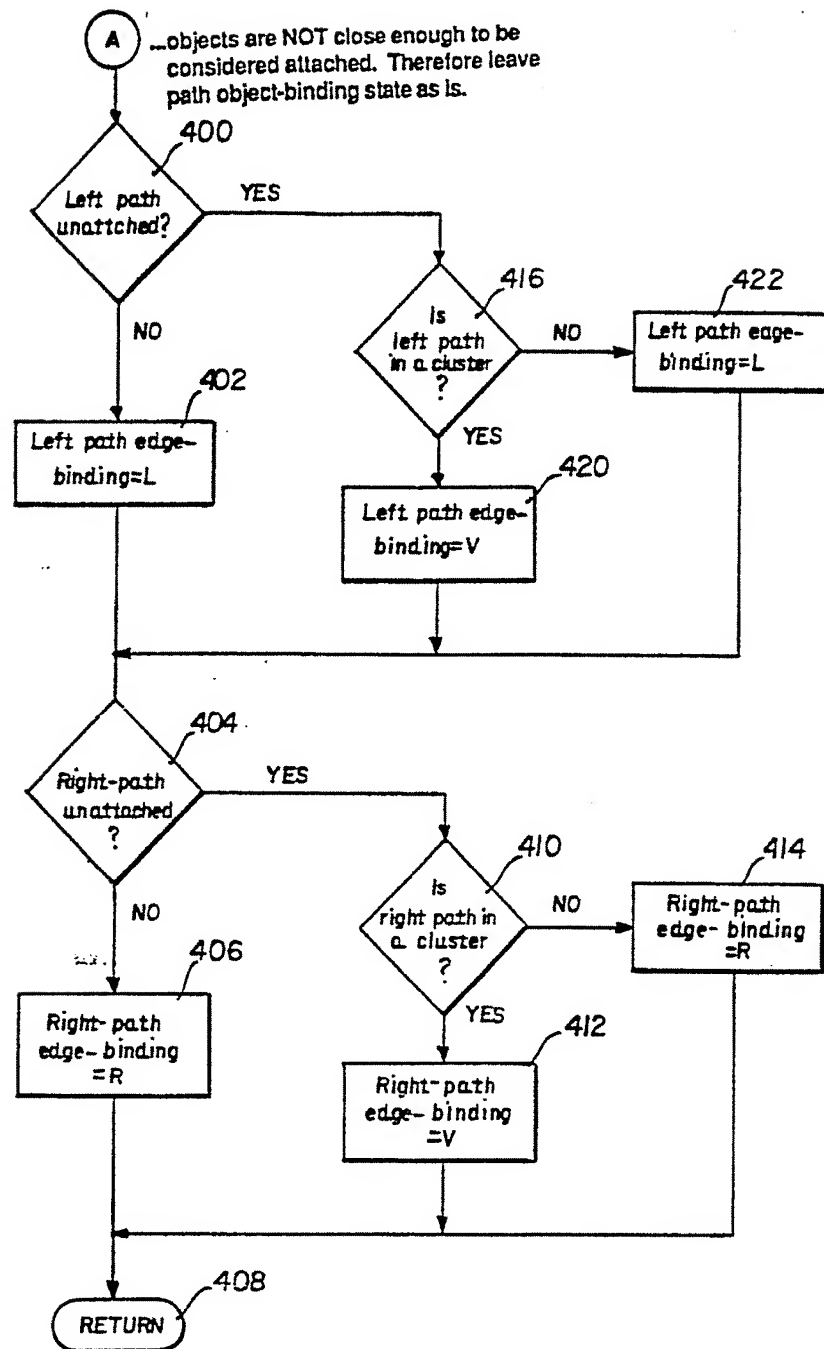 A
...objects are NOT close enough to be
considered attached. Therefore leave
path object-binding state as is.
400
Left path
unattched?
YES
NO
416
Is
left path
in a cluster
?
NO
YES
422
Left path eage-
binding=L
402
Left path edge-
binding=L
420
Left path edge-
binding=V
404
Right-path
unattached
?
YES
NO
410
Is
right path in
a cluster
?
NO
YES
414
Right-path
edge-binding
=R
406
Right-path
edge-binding
=R
412
Right-path
edge-binding
=V
RETURN
408